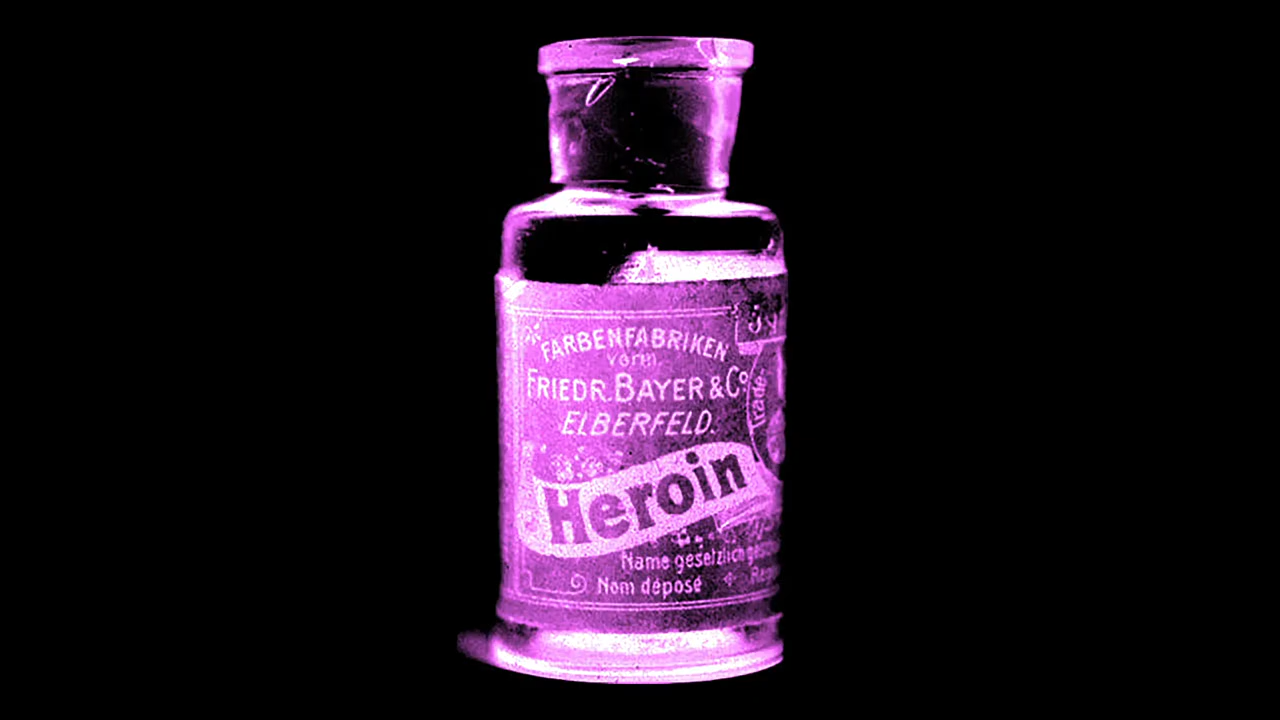 FARBENFABRIKEN
vorm.
FRIEDR. BAYER & Co
ELBERFELD.
Heroin
Name gesetzlich
Nom déposé
Trade